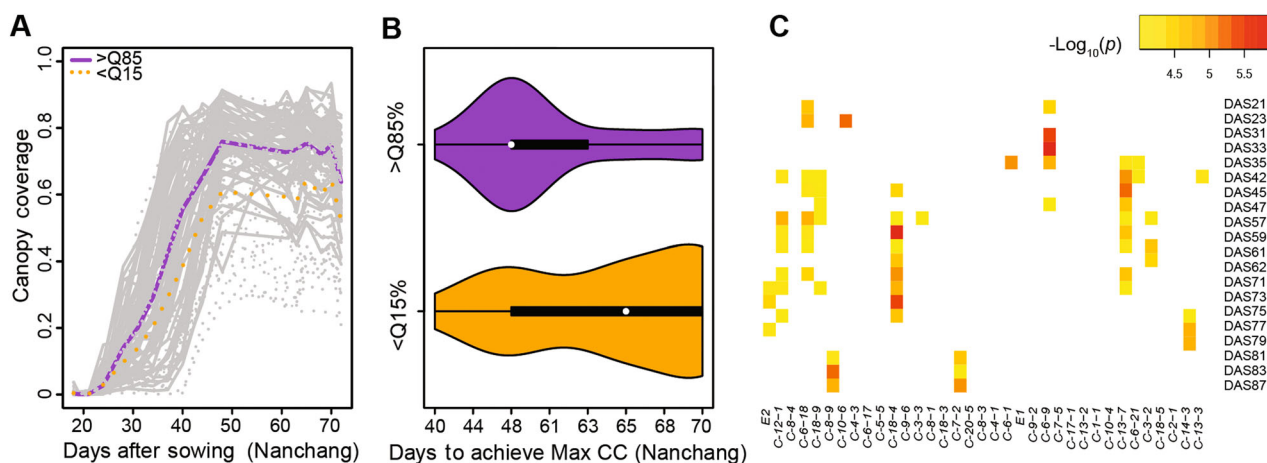 A
>Q85
<Q15
Canopy coverage
1.0
0.8
0.6
0.4
0.2
0
20 30 40 50 60 70
Days after sowing (Nanchang)
B
>Q85%
<Q15%
40 44 48 61 63 68 70
Days to achieve Max CC (Nanchang)
C
-Log10(p)
4.5 5 5.5
DAS21
DAS23
DAS31
DAS33
DAS35
DAS42
DAS45
DAS47
DAS57
DAS59
DAS61
DAS62
DAS71
DAS73
DAS75
DAS77
DAS79
DAS81
DAS83
DAS87
E2
C-12-1
C-8-4
C-6-18
C-18-9
C-8-9
C-10-6
C-4-3
C-6-17
C-5-5
C-18-4
C-9-6
C-3-3
C-8-1
C-18-3
C-7-2
C-20-5
C-8-3
C-4-1
C-6-1
E1
C-9-2
C-6-9
C-7-5
C-17-1
C-13-2
C-1-1
C-10-4
C-13-7
C-6-21
C-3-2
C-18-5
C-2-1
C-14-3
C-13-3